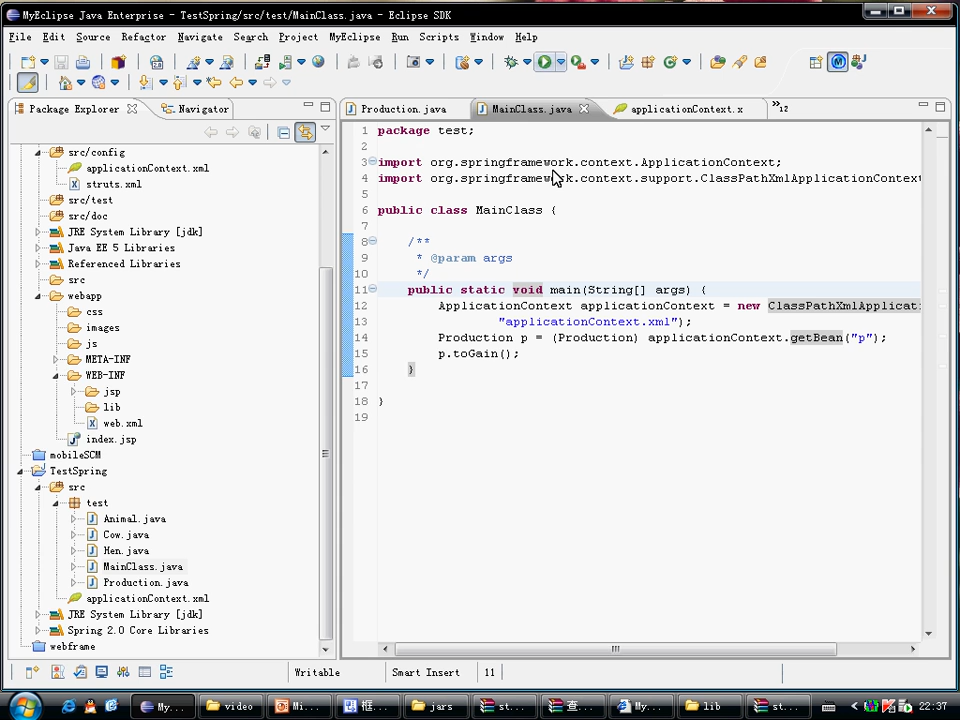 MyEclipse Java Enterprise - TestSpring/src/test/MainClass.java - Eclipse SDK
File Edit Source Refactor Navigate Search Project MyEclipse Run Scripts Window Help
Package Explorer
Navigator
Production.java
MainClass.java
applicationContext.x
»12
src/config
applicationContext.xml
struts.xml
src/test
src/doc
JRE System Library [jdk]
Java EE 5 Libraries
Referenced Libraries
src
webapp
css
images
js
META-INF
WEB-INF
jsp
lib
web.xml
index.jsp
mobileSCM
TestSpring
src
test
Animal.java
Cow.java
Hen.java
MainClass.java
Production.java
applicationContext.xml
JRE System Library [jdk]
Spring 2.0 Core Libraries
webframe
1 package test;
2
3 import org.springframework.context.ApplicationContext;
4 import org.springframework.context.support.ClassPathXmlApplicationContext
5
6 public class MainClass {
7
8 /**
9 * @param args
10 */
11 public static void main(String[] args) {
12 ApplicationContext applicationContext = new ClassPathXmlApplicati
13 "applicationContext.xml");
14 Production p = (Production) applicationContext.getBean("p");
15 p.toGain();
16 }
17
18 }
19
Writable
Smart Insert
11
My...
video
Mi...
框...
jars
st...
查...
My...
lib
st...
22:37